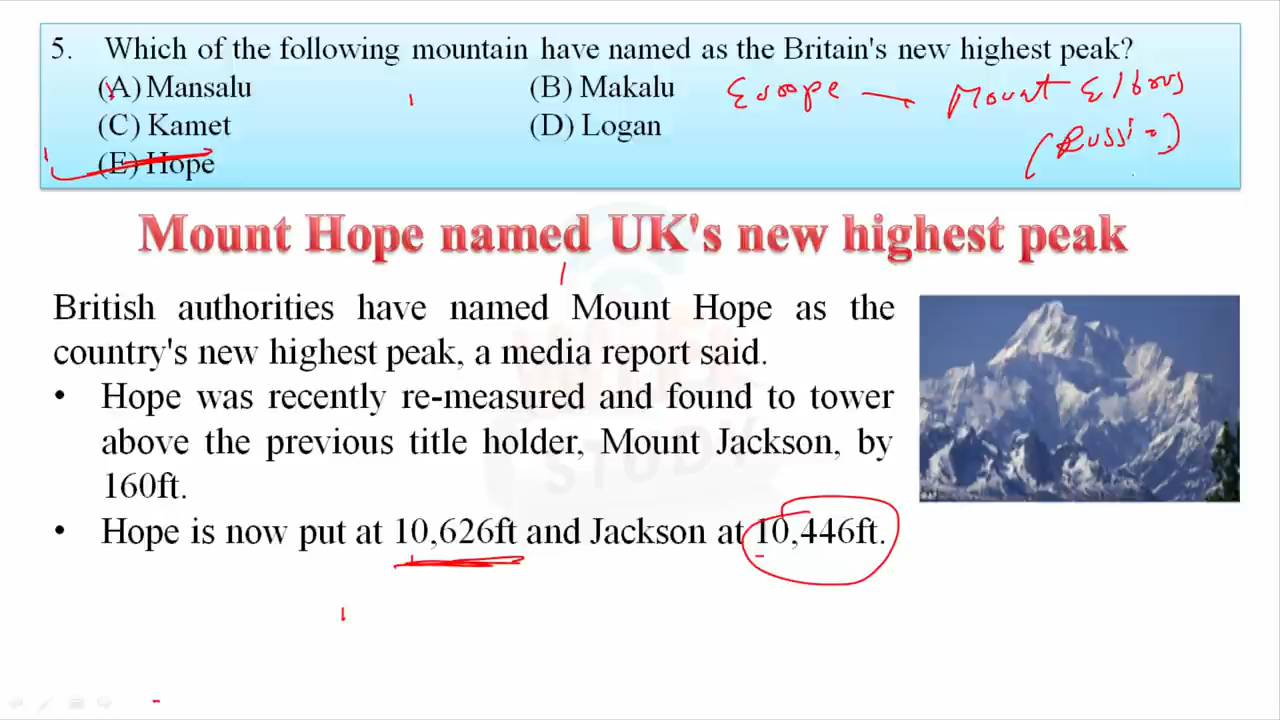 5. Which of the following mountain have named as the Britain's new highest peak?
(A) Mansalu (B) Makalu
Europe — Mount Elbrus
(C) Kamet (D) Logan
(Russia)
(E) Hope
Mount Hope named UK's new highest peak
British authorities have named Mount Hope as the
country's new highest peak, a media report said.
• Hope was recently re-measured and found to tower
above the previous title holder, Mount Jackson, by
160ft.
• Hope is now put at 10,626ft and Jackson at 10,446ft.
STUDY